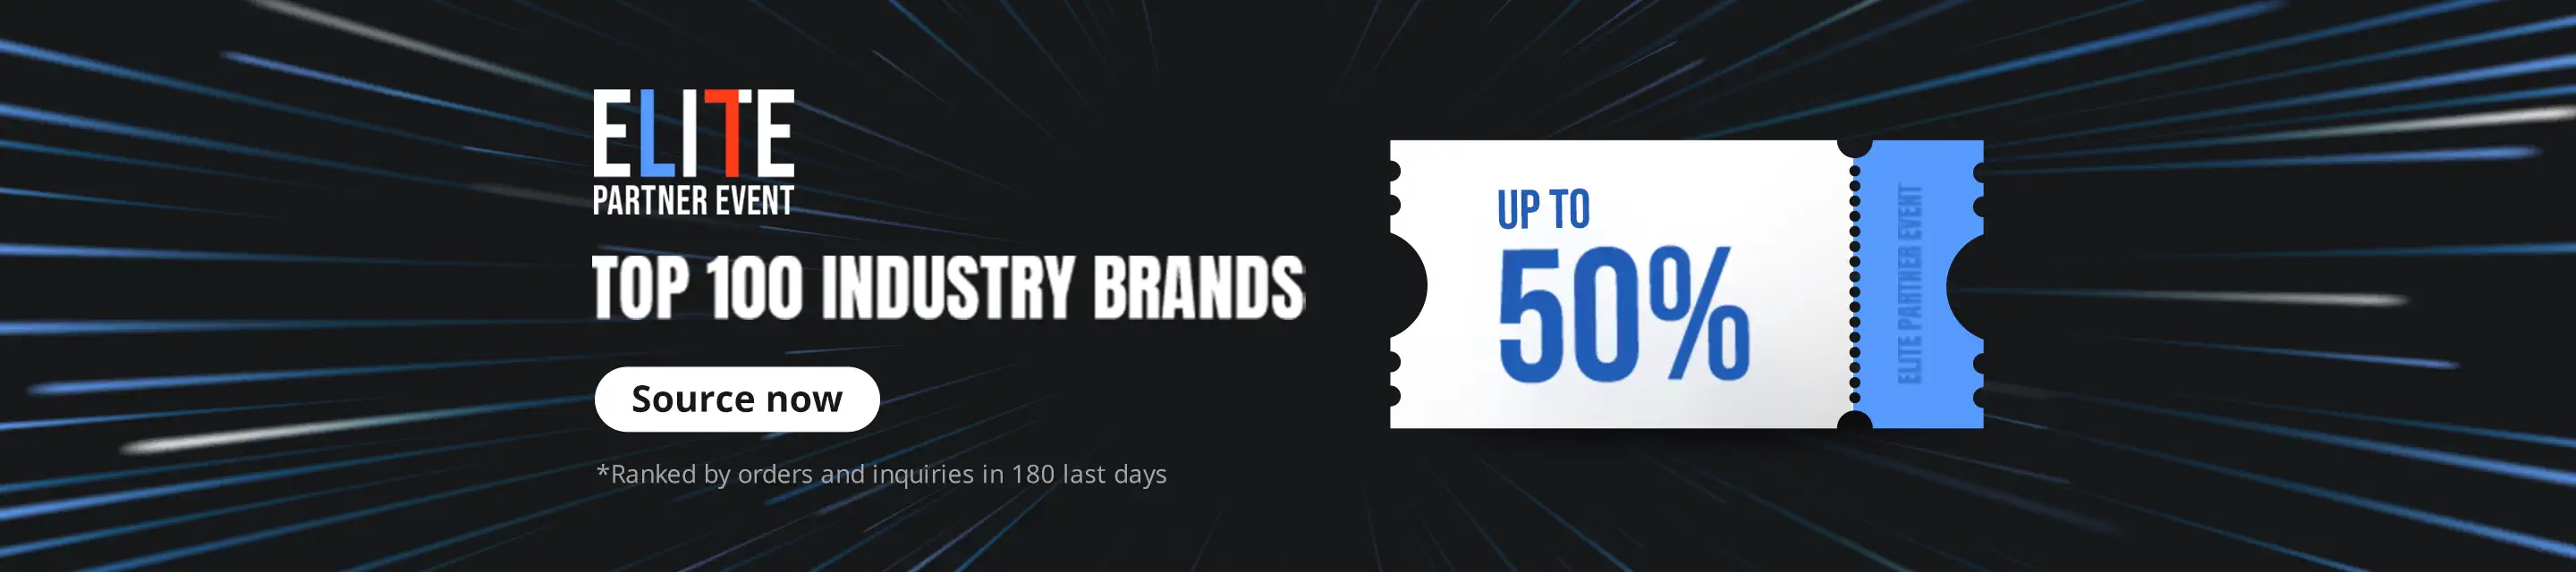 ELITE
PARTNER EVENT
TOP 100 INDUSTRY BRANDS
Source now
*Ranked by orders and inquiries in 180 last days
UP TO
50%
ELITE PARTNER EVENT